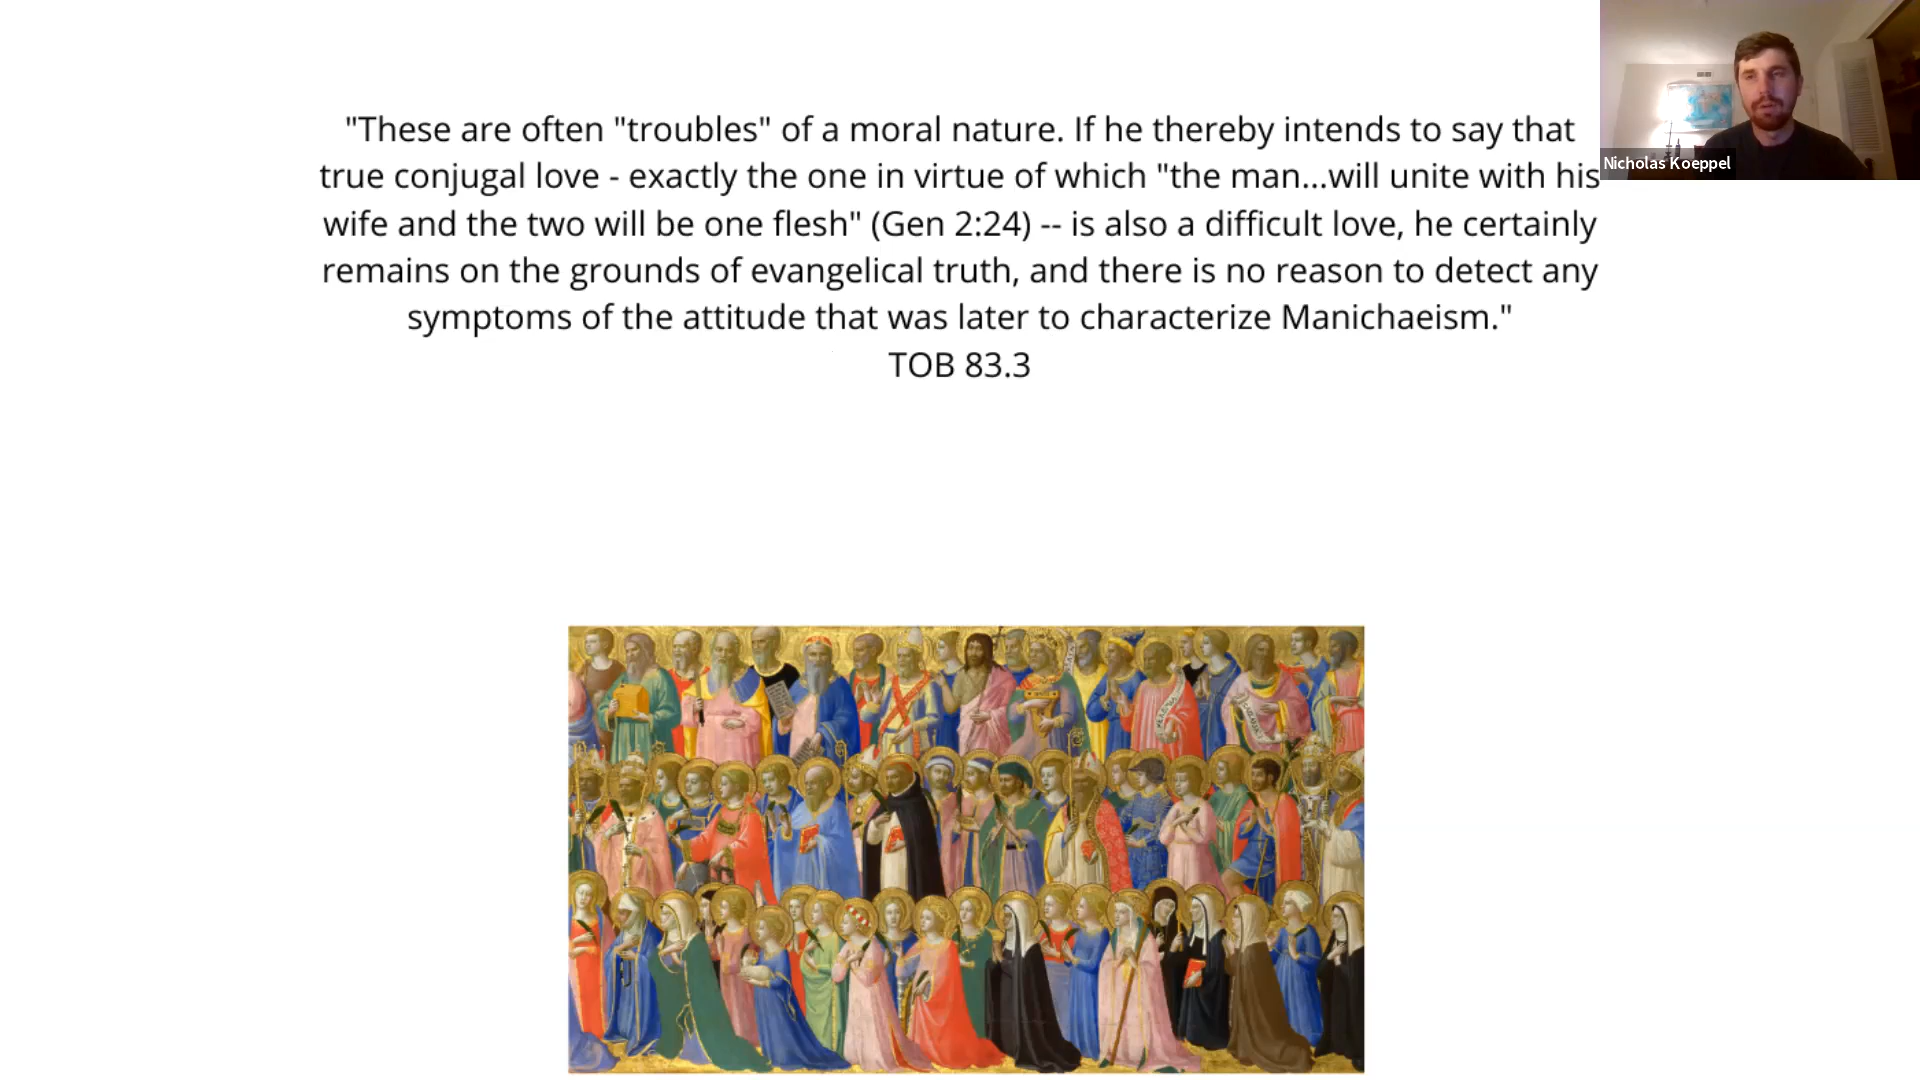 "These are often "troubles" of a moral nature. If he thereby intends to say that
true conjugal love - exactly the one in virtue of which "the man...will unite with his
wife and the two will be one flesh" (Gen 2:24) -- is also a difficult love, he certainly
remains on the grounds of evangelical truth, and there is no reason to detect any
symptoms of the attitude that was later to characterize Manichaeism."
TOB 83.3
Nicholas Koeppel